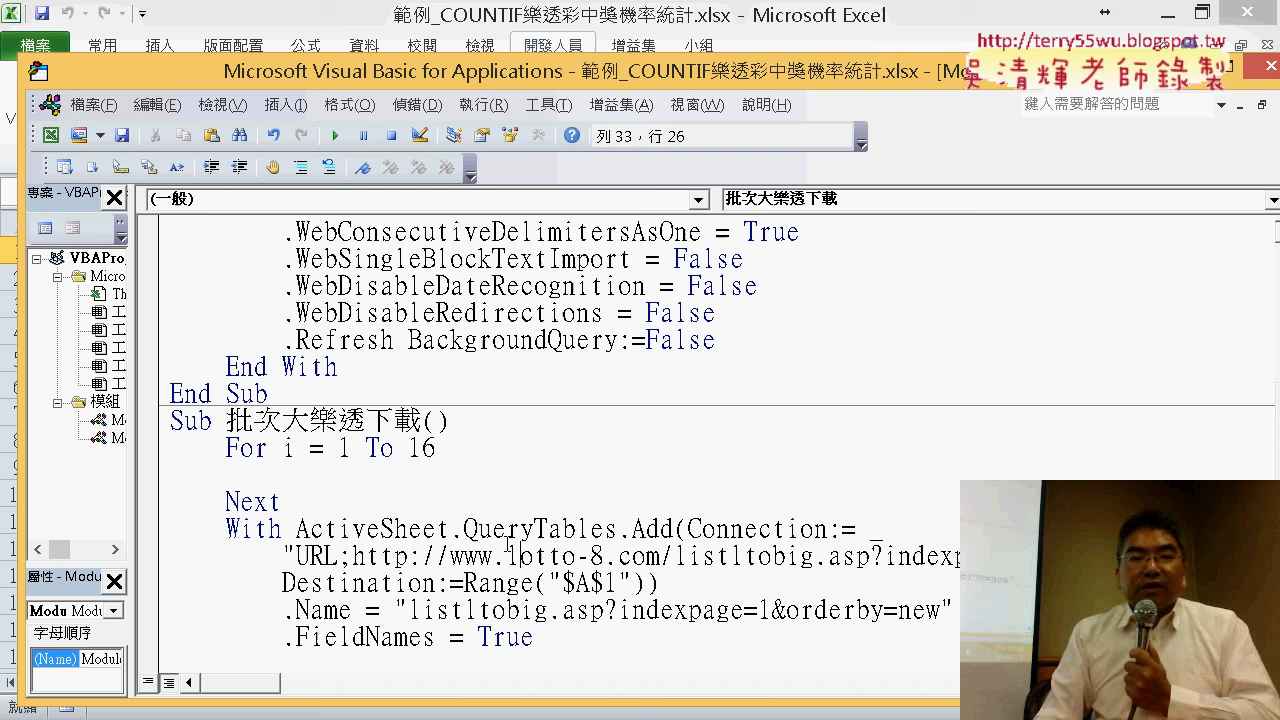 範例_COUNTIF樂透彩中獎機率統計.xlsx - Microsoft Excel
檔案 常用 插入 版面配置 公式 資料 校閱 檢視 開發人員 增益集 小組
http://terry55wu.blogspot.tw
吳清輝老師錄製
Microsoft Visual Basic for Applications - 範例_COUNTIF樂透彩中獎機率統計.xlsx - [Mo
檔案(F) 編輯(E) 檢視(V) 插入(I) 格式(O) 偵錯(D) 執行(R) 工具(T) 增益集(A) 視窗(W) 說明(H)
鍵入需要解答的問題
列 33，行 26
專案 - VBAP
(一般)
批次大樂透下載
VBAPro
Micro
Th
工
工
工
工
工
模組
M
M
.WebConsecutiveDelimitersAsOne = True
.WebSingleBlockTextImport = False
.WebDisableDateRecognition = False
.WebDisableRedirections = False
.Refresh BackgroundQuery:=False
End With
End Sub
Sub 批次大樂透下載()
For i = 1 To 16
Next
With ActiveSheet.QueryTables.Add(Connection:= _
"URL;http://www.lotto-8.com/listltobig.asp?indexp
Destination:=Range("$A$1"))
.Name = "listltobig.asp?indexpage=1&orderby=new"
.FieldNames = True
屬性 - Modu
Modu Modu
字母順序
(Name) Modul
就緒